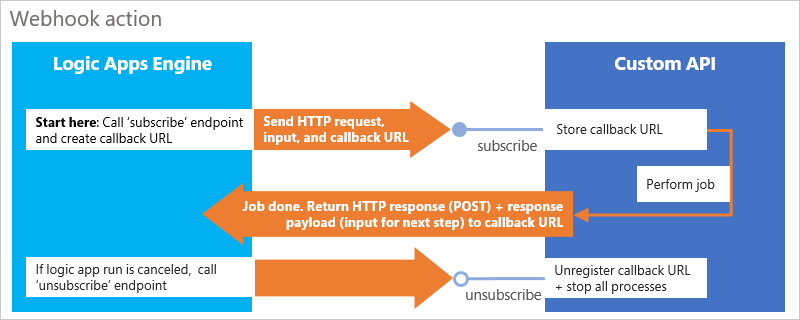 Webhook action
Logic Apps Engine
Custom API
Start here: Call ‘subscribe’ endpoint
and create callback URL
Send HTTP request,
input, and callback URL
subscribe
Store callback URL
Perform job
Job done. Return HTTP response (POST) + response
payload (input for next step) to callback URL
If logic app run is canceled, call
‘unsubscribe’ endpoint
unsubscribe
Unregister callback URL
+ stop all processes